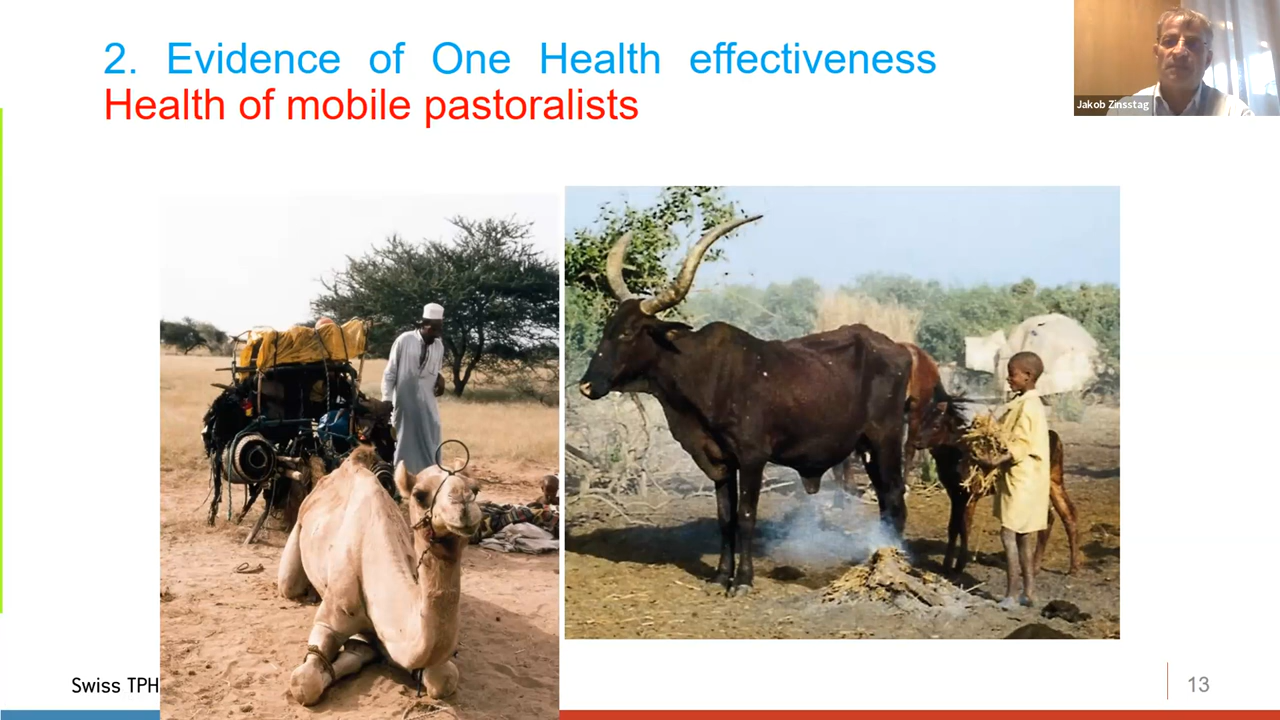 2. Evidence of One Health effectiveness
Health of mobile pastoralists
Jakob Zinsstag
Swiss TPH
13